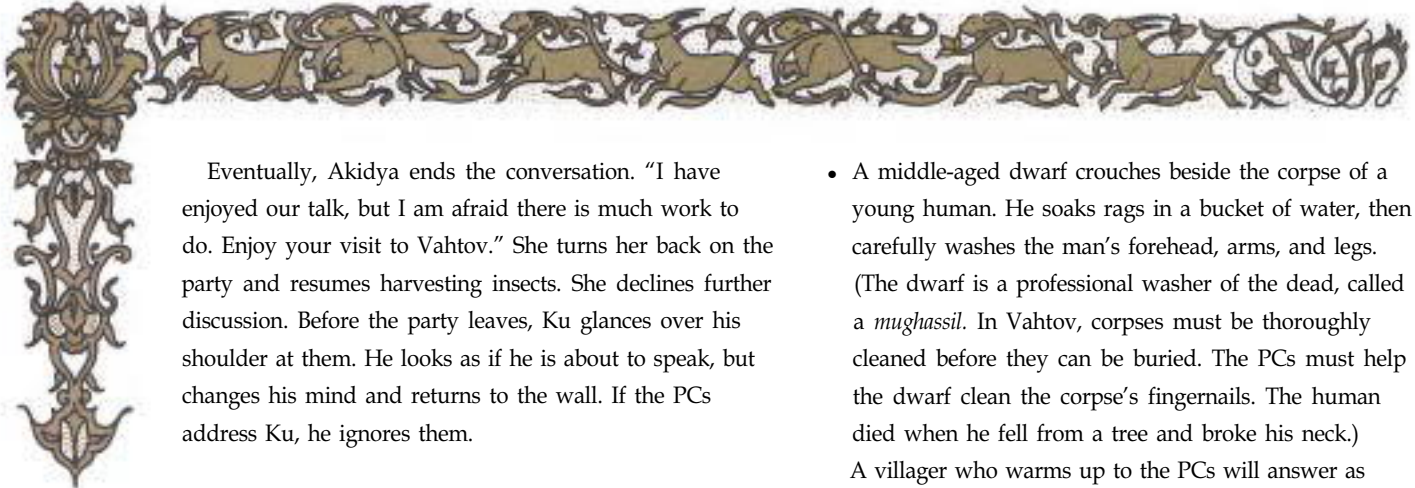 Eventually, Akidya ends the conversation. “I have
enjoyed our talk, but I am afraid there is much work to
do. Enjoy your visit to Vahtov.” She turns her back on the
party and resumes harvesting insects. She declines further
discussion. Before the party leaves, Ku glances over his
shoulder at them. He looks as if he is about to speak, but
changes his mind and returns to the wall. If the PCs
address Ku, he ignores them.
• A middle-aged dwarf crouches beside the corpse of a
young human. He soaks rags in a bucket of water, then
carefully washes the man’s forehead, arms, and legs.
(The dwarf is a professional washer of the dead, called
a mughassil. In Vahtov, corpses must be thoroughly
cleaned before they can be buried. The PCs must help
the dwarf clean the corpse’s fingernails. The human
died when he fell from a tree and broke his neck.)
A villager who warms up to the PCs will answer as